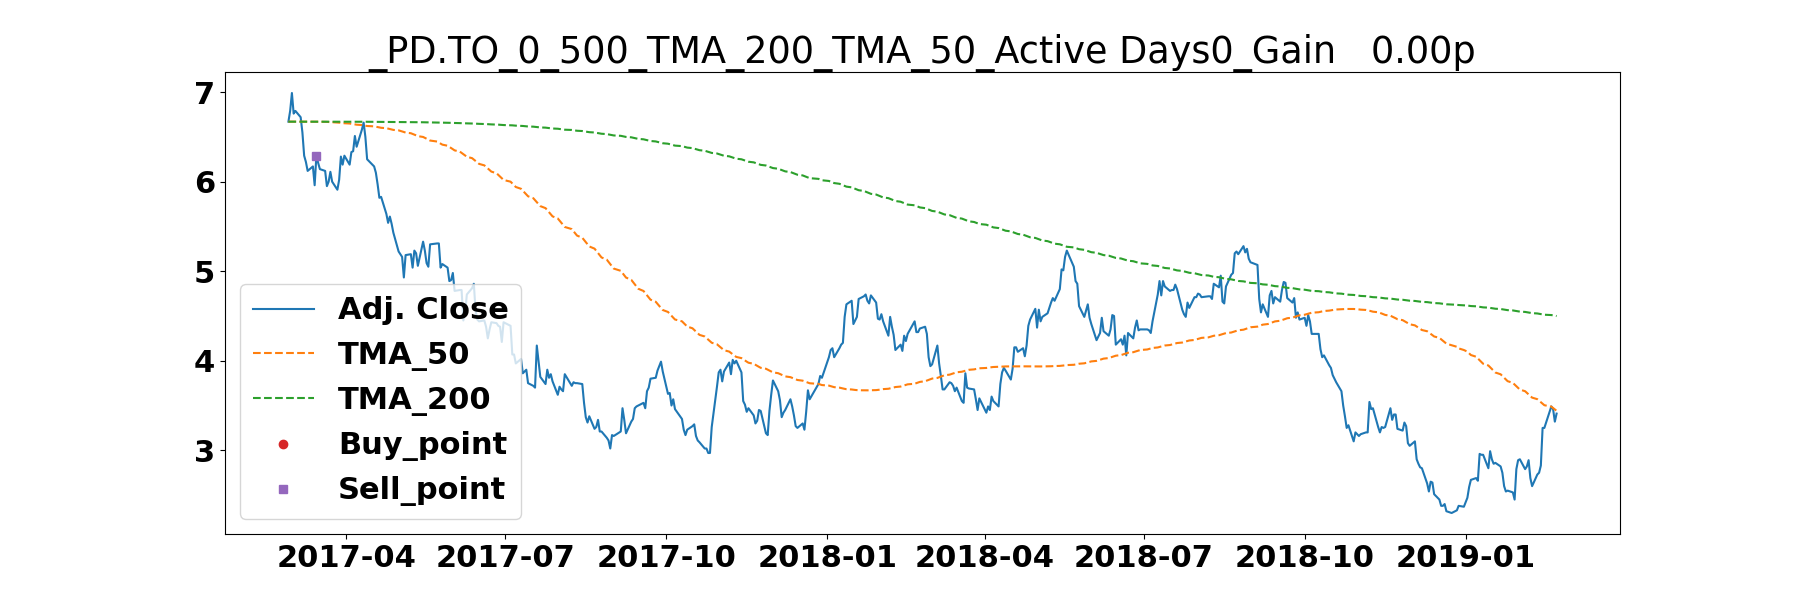 _PD.TO_0_500_TMA_200_TMA_50_Active Days0_Gain   0.00p
7
6
5
4
3
Adj. Close
TMA_50
TMA_200
Buy_point
Sell_point
2017-04 2017-07 2017-10 2018-01 2018-04 2018-07 2018-10 2019-01